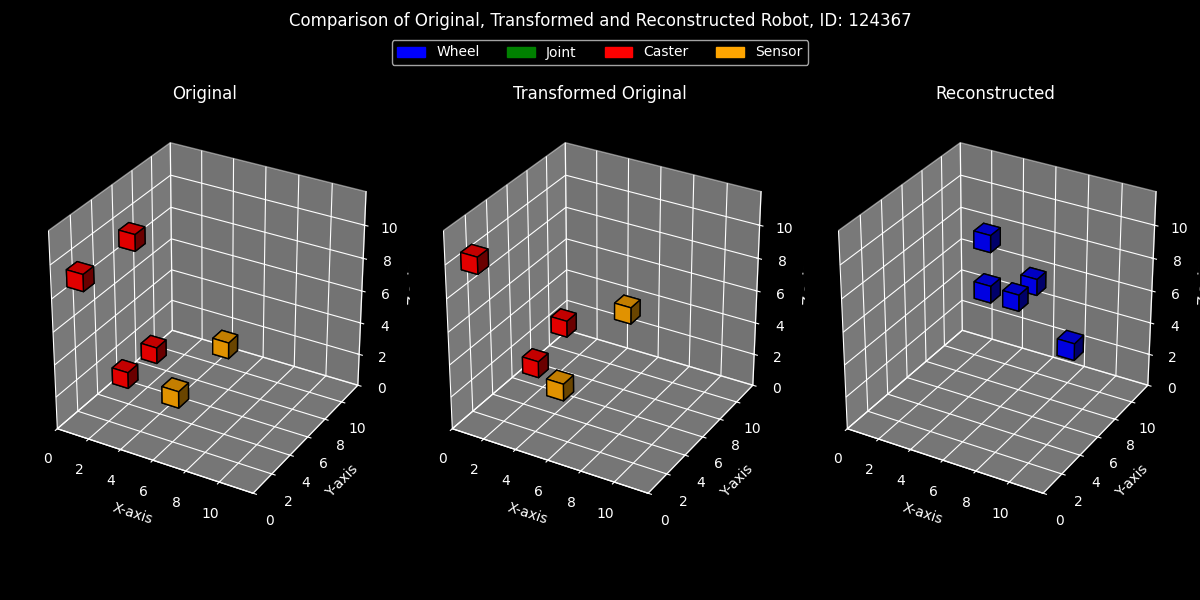 Comparison of Original, Transformed and Reconstructed Robot, ID: 124367
Wheel Joint Caster Sensor
Original Transformed Original Reconstructed
10 10 10
8 8 8
6 6 6
4 4 4
2 2 2
0 0 0
10 10 10
8 8 8
6 6 6
4 4 4
2 2 2
0 0 0
0 2 4 6 8 10 0 2 4 6 8 10 0 2 4 6 8 10
X-axis Y-axis X-axis Y-axis X-axis Y-axis